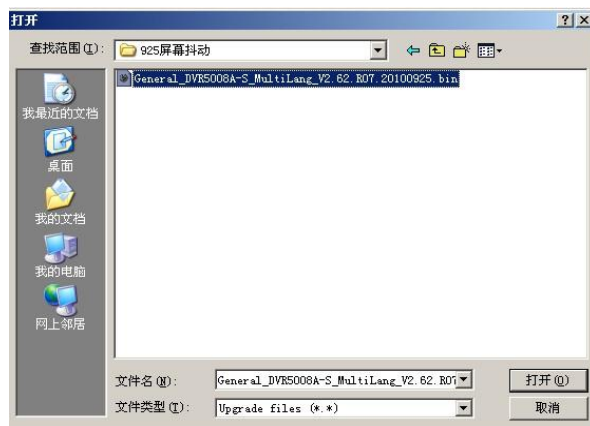 打开
查找范围(I):
925屏幕抖动
General_DVR5008A-S_MultiLang_V2.62.R07.20100925.bin
我最近的文档
桌面
我的文档
我的电脑
网上邻居
文件名(N):
General_DVR5008A-S_MultiLang_V2.62.R07
打开(O)
文件类型(T):
Upgrade files (*.*)
取消